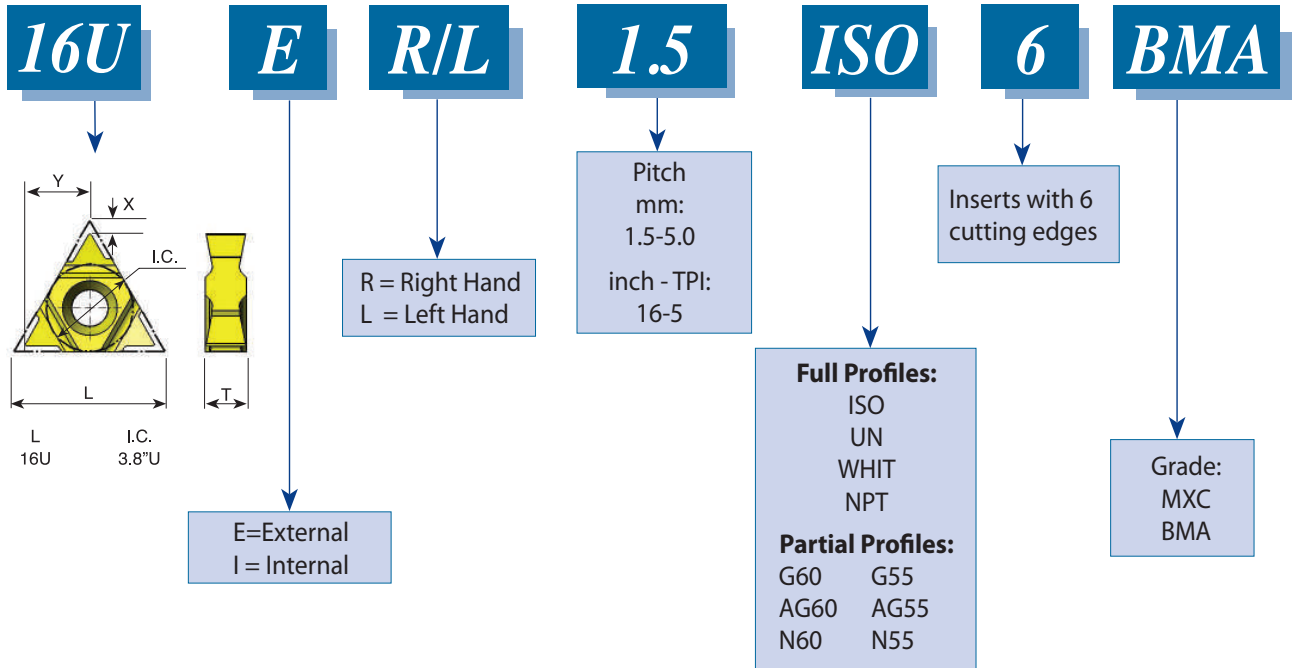 16U E R/L 1.5 ISO 6 BMA
Y
X
I.C.
L
T
L I.C.
16U 3.8"U
E=External
I = Internal
R = Right Hand
L = Left Hand
Pitch
mm:
1.5-5.0
inch - TPI:
16-5
Full Profiles:
ISO
UN
WHIT
NPT
Partial Profiles:
G60 G55
AG60 AG55
N60 N55
Inserts with 6
cutting edges
Grade:
MXC
BMA